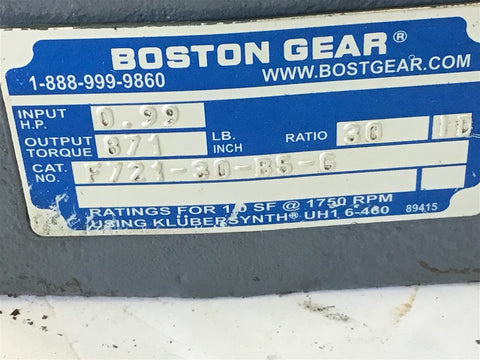 BOSTON GEAR®
1-888-999-9860 WWW.BOSTGEAR.COM
INPUT H.P. 0.99
OUTPUT TORQUE 871 LB. INCH RATIO 30
CAT. NO. F721-30-B5-G
RATINGS FOR 1.0 SF @ 1750 RPM
USING KLÜBERSYNTH® UH1 6-460 89415